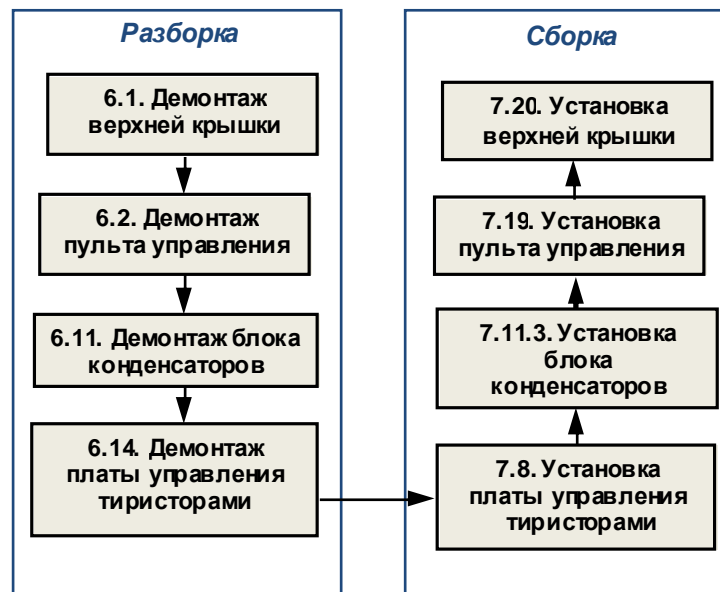 Разборка
6.1. Демонтаж
верхней крышки
6.2. Демонтаж
пульта управления
6.11. Демонтаж блока
конденсаторов
6.14. Демонтаж
платы управления
тиристорами
Сборка
7.20. Установка
верхней крышки
7.19. Установка
пульта управления
7.11.3. Установка
блока
конденсаторов
7.8. Установка
платы управления
тиристорами